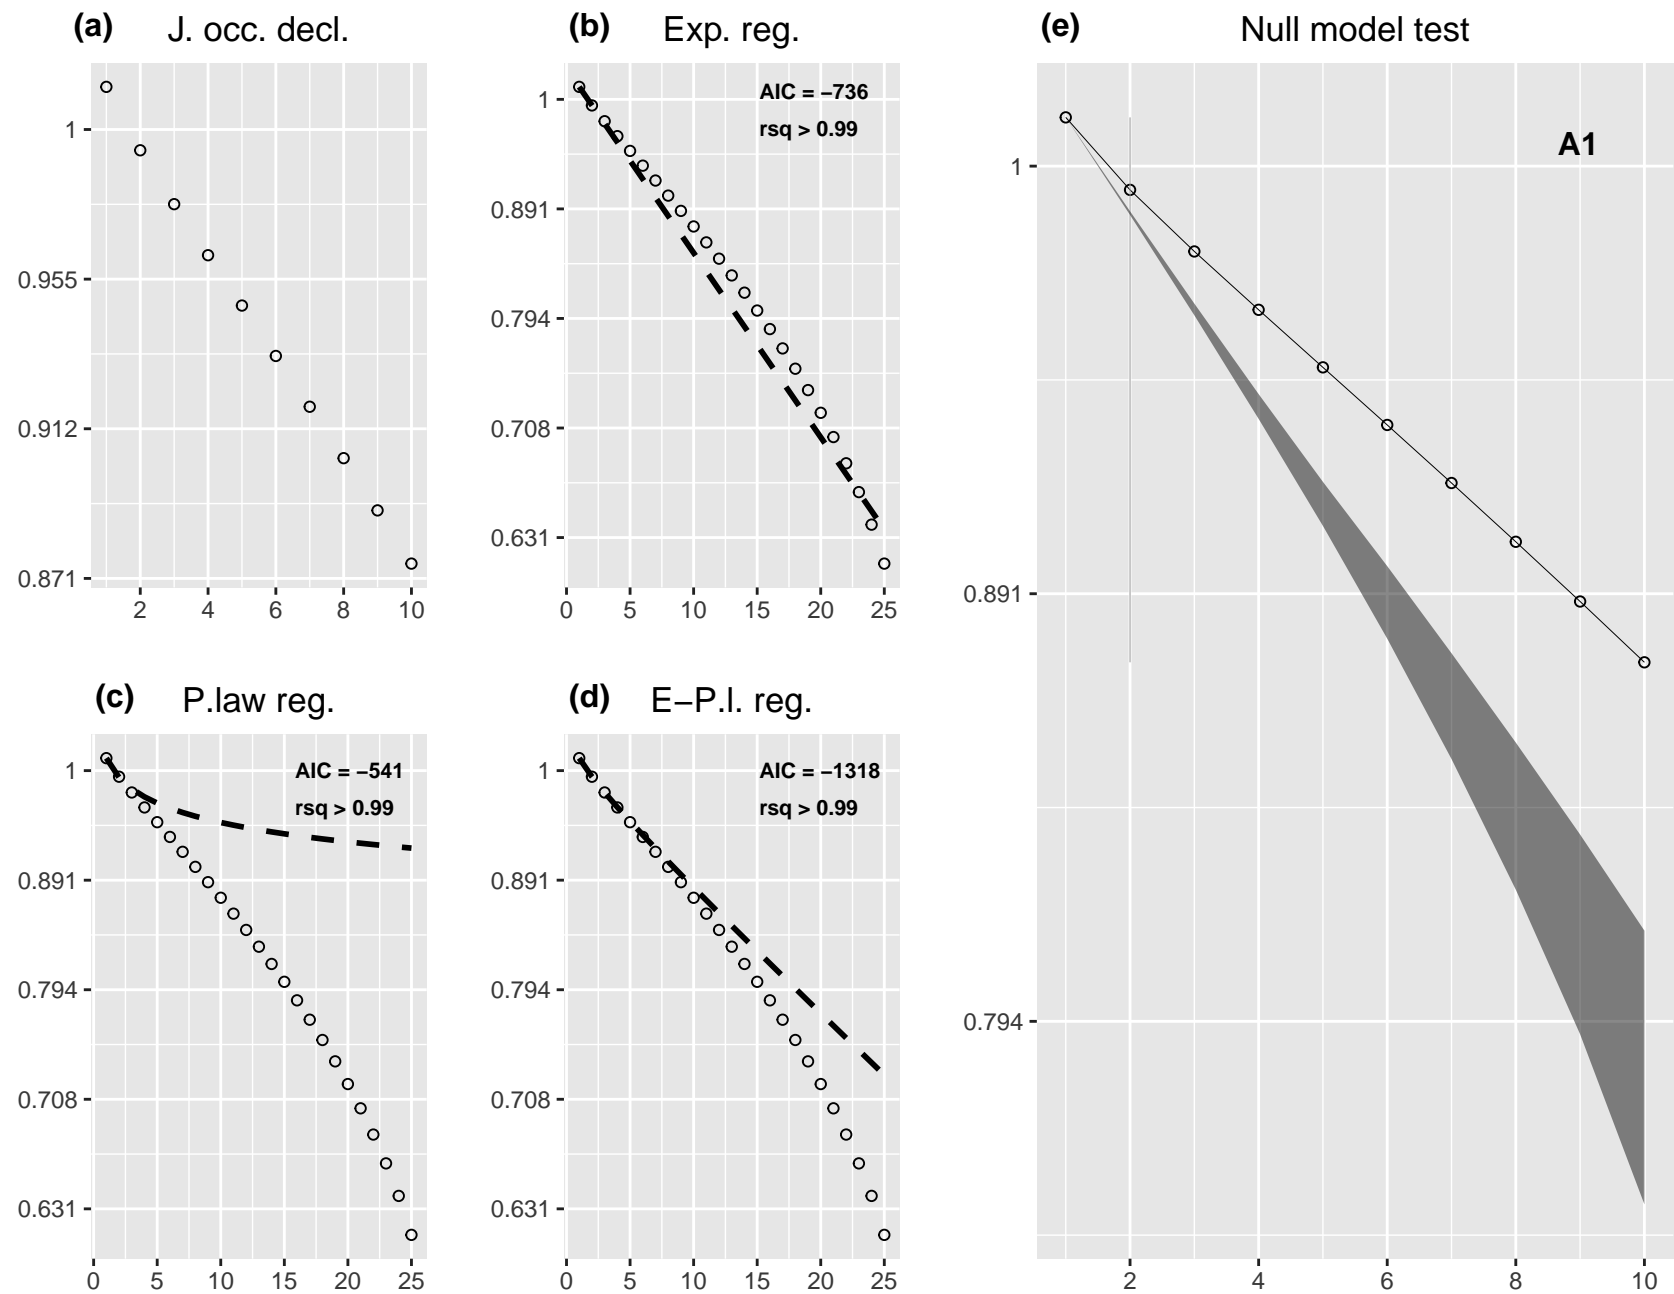 (a) J. occ. decl.
1
0.955
0.912
0.871
2 4 6 8 10
(b) Exp. reg.
AIC = −736
rsq > 0.99
1
0.891
0.794
0.708
0.631
0 5 10 15 20 25
(c) P.law reg.
AIC = −541
rsq > 0.99
1
0.891
0.794
0.708
0.631
0 5 10 15 20 25
(d) E−P.l. reg.
AIC = −1318
rsq > 0.99
1
0.891
0.794
0.708
0.631
0 5 10 15 20 25
(e) Null model test
A1
1
0.891
0.794
2 4 6 8 10